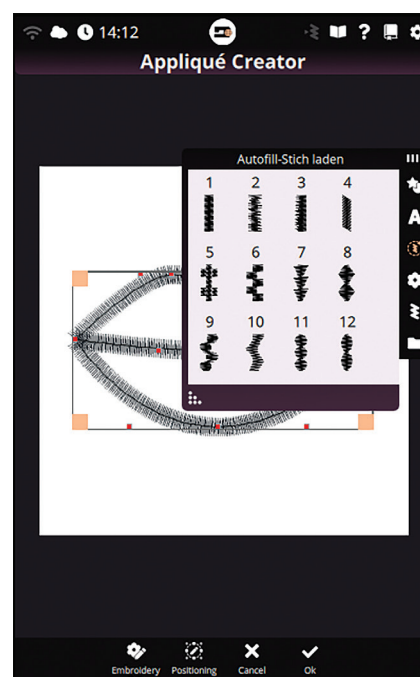 14:12
?
Appliqué Creator
Autofill-Stich laden
1 2 3 4
5 6 7 8
9 10 11 12
A
Embroidery Positioning Cancel Ok